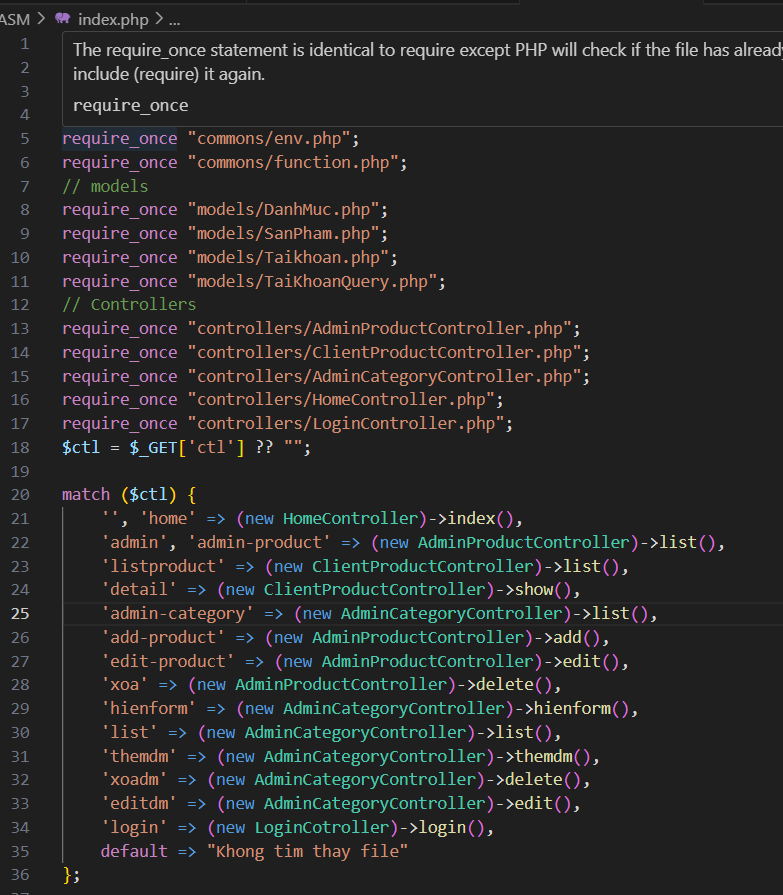 ASM > index.php > ...
1
2
3
4
The require_once statement is identical to require except PHP will check if the file has already
include (require) it again.
require_once
5 require_once "commons/env.php";
6 require_once "commons/function.php";
7 // models
8 require_once "models/DanhMuc.php";
9 require_once "models/SanPham.php";
10 require_once "models/Taikhoan.php";
11 require_once "models/TaiKhoanQuery.php";
12 // Controllers
13 require_once "controllers/AdminProductController.php";
14 require_once "controllers/ClientProductController.php";
15 require_once "controllers/AdminCategoryController.php";
16 require_once "controllers/HomeController.php";
17 require_once "controllers/LoginController.php";
18 $ctl = $_GET['ctl'] ?? "";
19
20 match ($ctl) {
21 '', 'home' => (new HomeController)->index(),
22 'admin', 'admin-product' => (new AdminProductController)->list(),
23 'listproduct' => (new ClientProductController)->list(),
24 'detail' => (new ClientProductController)->show(),
25 'admin-category' => (new AdminCategoryController)->list(),
26 'add-product' => (new AdminProductController)->add(),
27 'edit-product' => (new AdminProductController)->edit(),
28 'xoa' => (new AdminProductController)->delete(),
29 'hienform' => (new AdminCategoryController)->hienform(),
30 'list' => (new AdminCategoryController)->list(),
31 'themdm' => (new AdminCategoryController)->themdm(),
32 'xoadm' => (new AdminCategoryController)->delete(),
33 'editdm' => (new AdminCategoryController)->edit(),
34 'login' => (new LoginCotroller)->login(),
35 default => "Khong tim thay file"
36 };